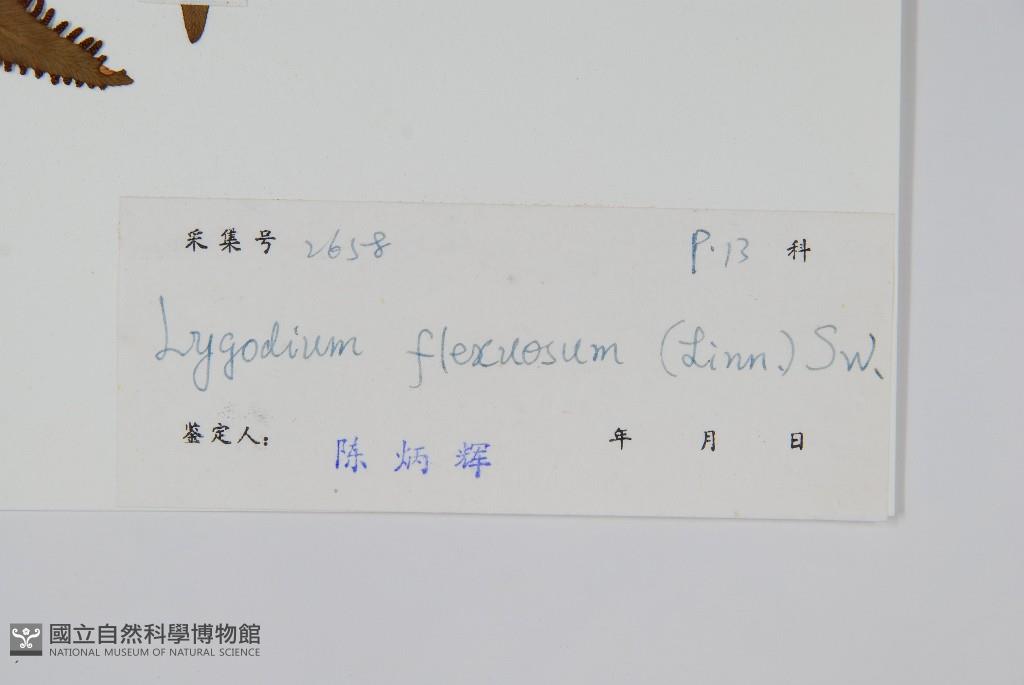 采集号 2658 P.13 科
Lygodium flexuosum (Linn.) Sw.
鉴定人: 陈炳辉 年 月 日
國立自然科學博物館
NATIONAL MUSEUM OF NATURAL SCIENCE